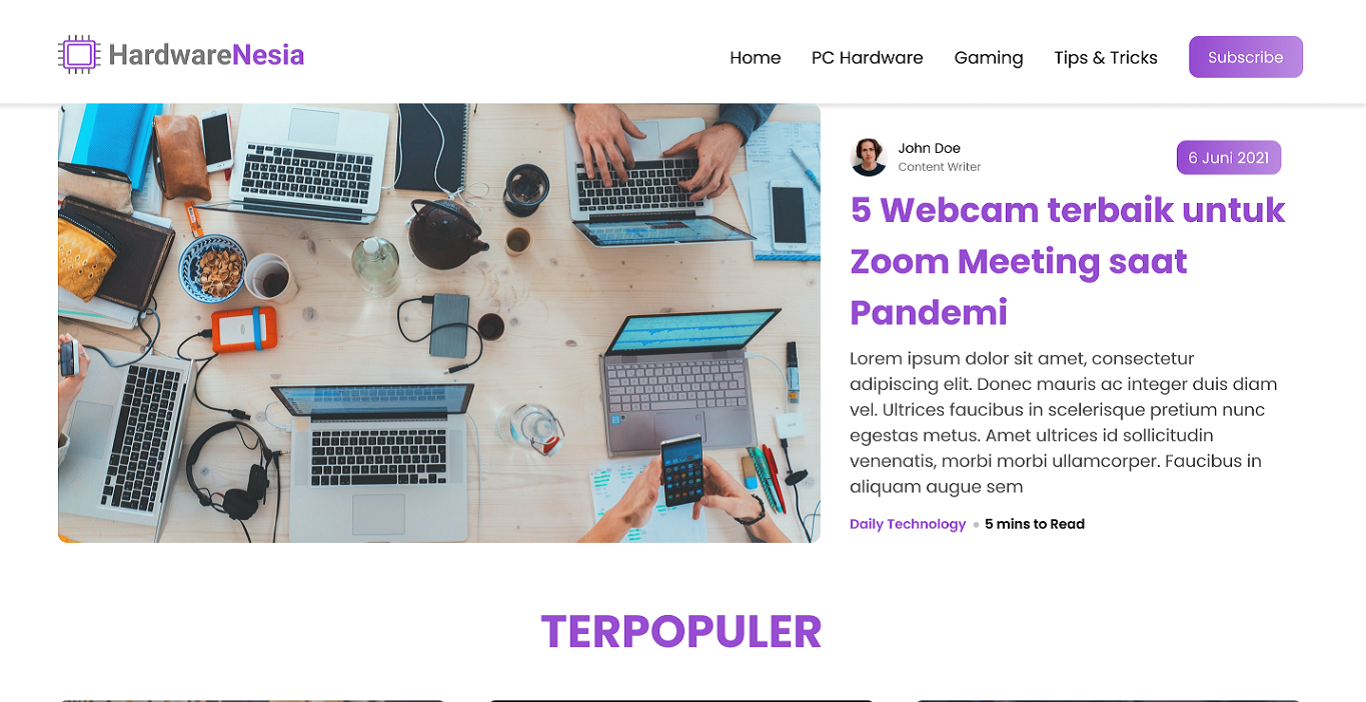 HardwareNesia
Home
PC Hardware
Gaming
Tips & Tricks
Subscribe
John Doe
Content Writer
6 Juni 2021
5 Webcam terbaik untuk
Zoom Meeting saat
Pandemi
Lorem ipsum dolor sit amet, consectetur
adipiscing elit. Donec mauris ac integer duis diam
vel. Ultrices faucibus in scelerisque pretium nunc
egestas metus. Amet ultrices id sollicitudin
venenatis, morbi morbi ullamcorper. Faucibus in
aliquam augue sem
Daily Technology
5 mins to Read
TERPOPULER